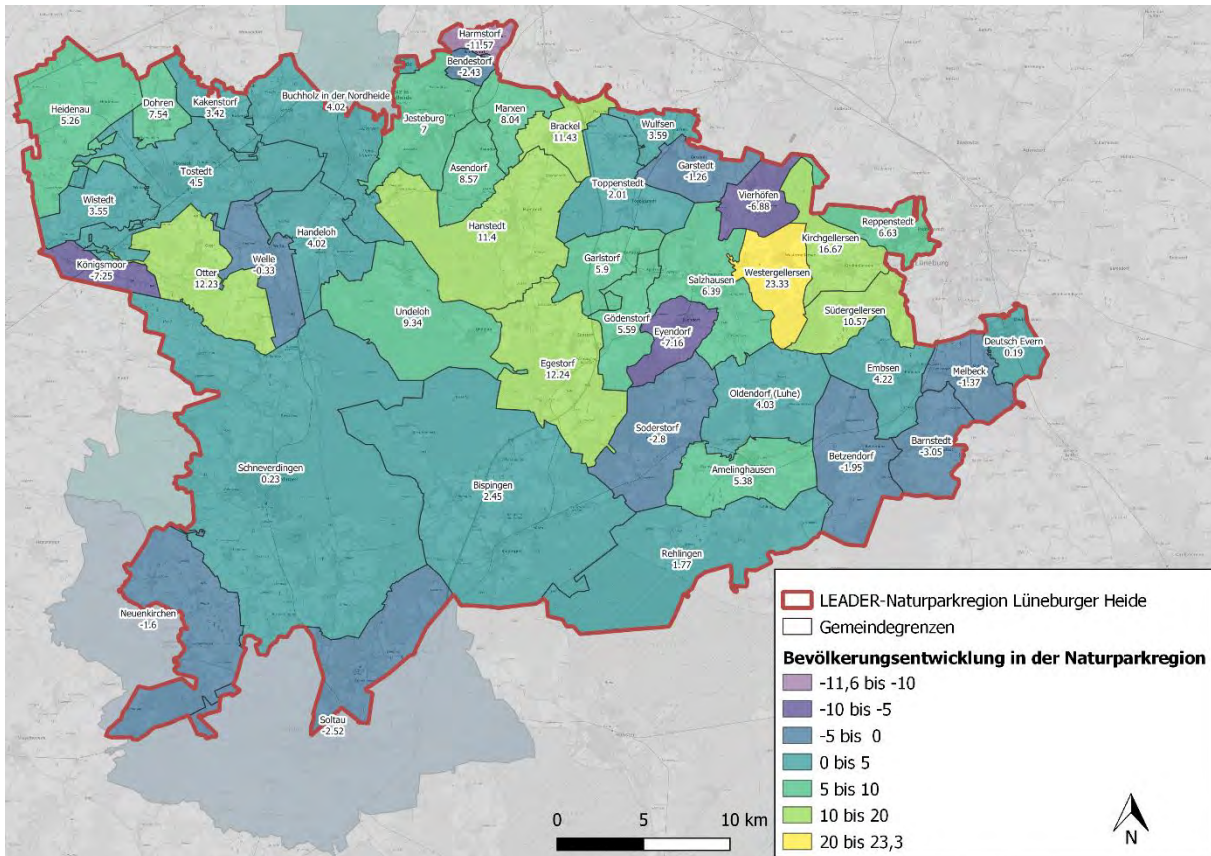 Harmstorf
-11.57
Bendestorf
-2.43
Heidenau
5.26
Dohren
7.54
Kakenstorf
3.42
Buchholz in der Nordheide
4.02
Jesteburg
7
Marxen
8.04
Brackel
11.43
Wulfsen
3.59
Tostedt
4.5
Asendorf
8.57
Garstedt
-1.26
Wistedt
3.55
Toppenstedt
2.01
Vierhöfen
-6.88
Handeloh
4.02
Hanstedt
11.4
Reppenstedt
6.63
Kirchgellersen
16.67
Lüneburg
Königsmoor
-7.25
Otter
12.23
Welle
-0.33
Garlstorf
5.9
Salzhausen
6.39
Westergellersen
23.33
Undeloh
9.34
Gödenstorf
5.59
Eyendorf
-7.16
Südergellersen
10.57
Deutsch Evern
0.19
Egestorf
12.24
Embsen
4.22
Melbeck
-1.37
Oldendorf (Luhe)
4.03
Soderstorf
-2.8
Barnstedt
-3.05
Betzendorf
-1.95
Schneverdingen
0.23
Bispingen
2.45
Amelinghausen
5.38
Rehlingen
1.77
Neuenkirchen
-1.6
Soltau
-2.52
LEADER-Naturparkregion Lüneburger Heide
Gemeindegrenzen
Bevölkerungsentwicklung in der Naturparkregion
-11,6 bis -10
-10 bis -5
-5 bis 0
0 bis 5
5 bis 10
10 bis 20
20 bis 23,3
0 5 10 km
N